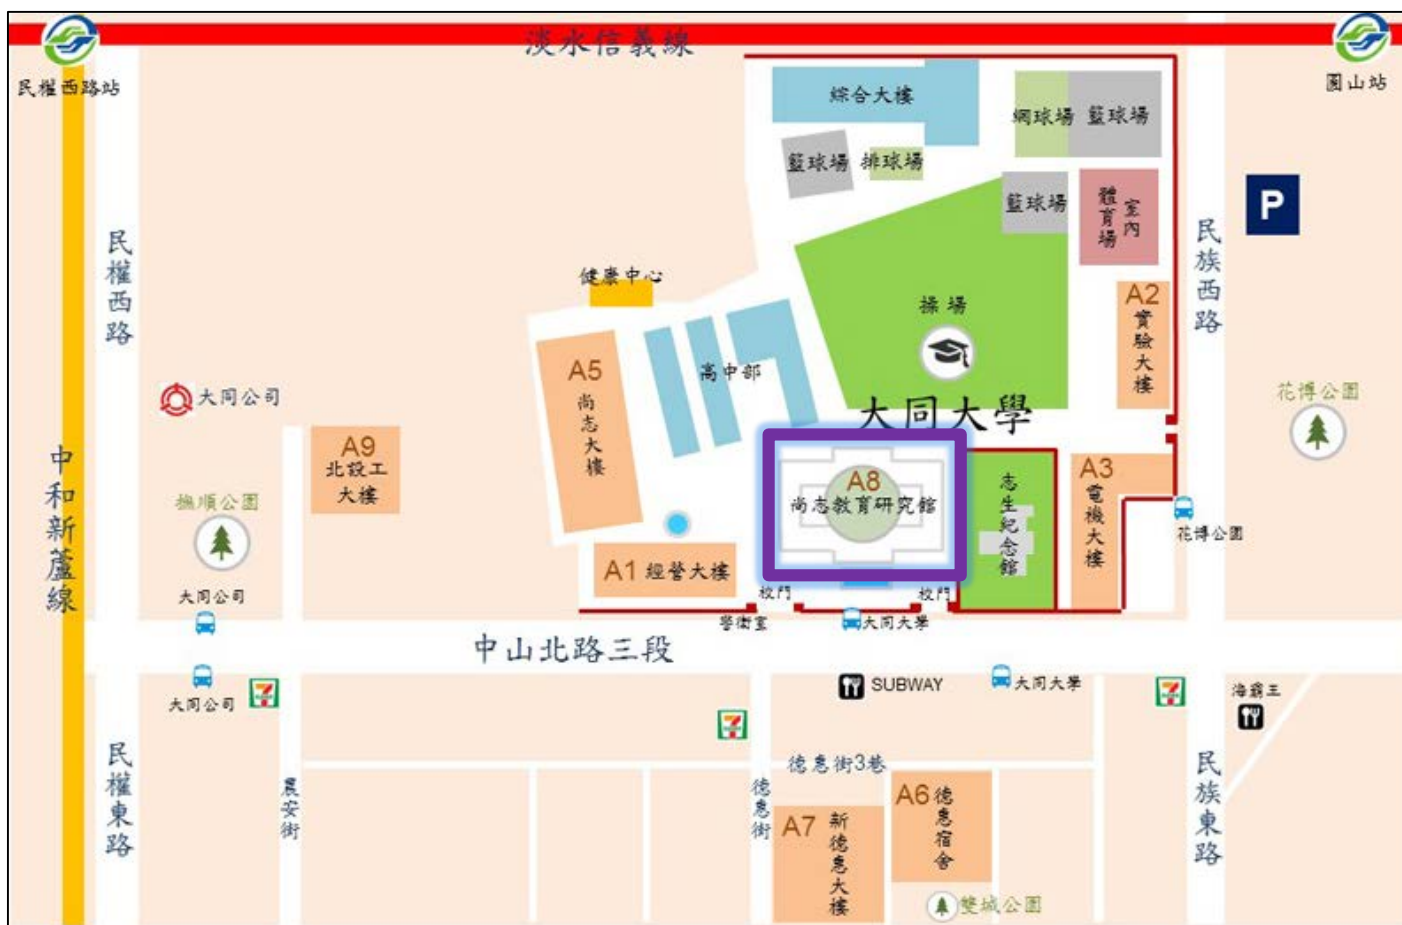 淡水信義線
民權西路站
圓山站
綜合大樓
網球場
籃球場
籃球場
排球場
籃球場
室內
體育場
P
民權西路
民族西路
健康中心
操場
A2
實驗大樓
A5
尚志大樓
高中部
大同公司
大同大學
花博公園
A9
北設工
大樓
中和新蘆線
撫順公園
A8
尚志教育研究館
志生紀念館
A3
電機大樓
花博公園
A1 經營大樓
大同公司
校門
校門
警衛室
大同大學
中山北路三段
大同公司
7
SUBWAY
大同大學
7
海霸王
7
民權東路
農安街
德惠街
德惠街3巷
A6
德惠宿舍
A7
新德惠大樓
民族東路
雙城公園